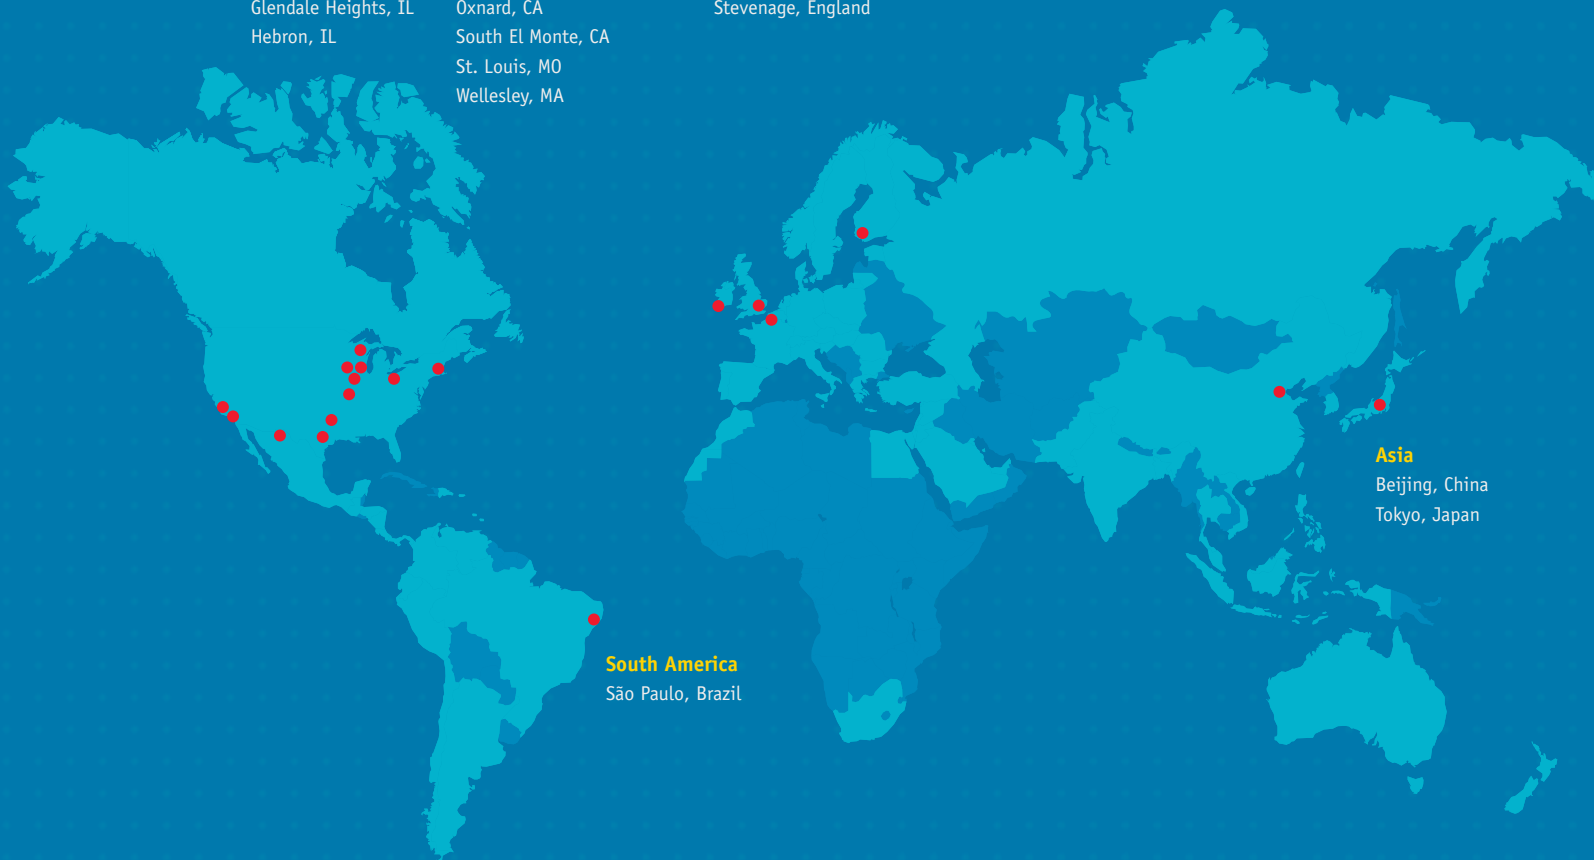 Glendale Heights, IL
Hebron, IL
Oxnard, CA
South El Monte, CA
St. Louis, MO
Wellesley, MA
Stevenage, England
Asia
Beijing, China
Tokyo, Japan
South America
São Paulo, Brazil